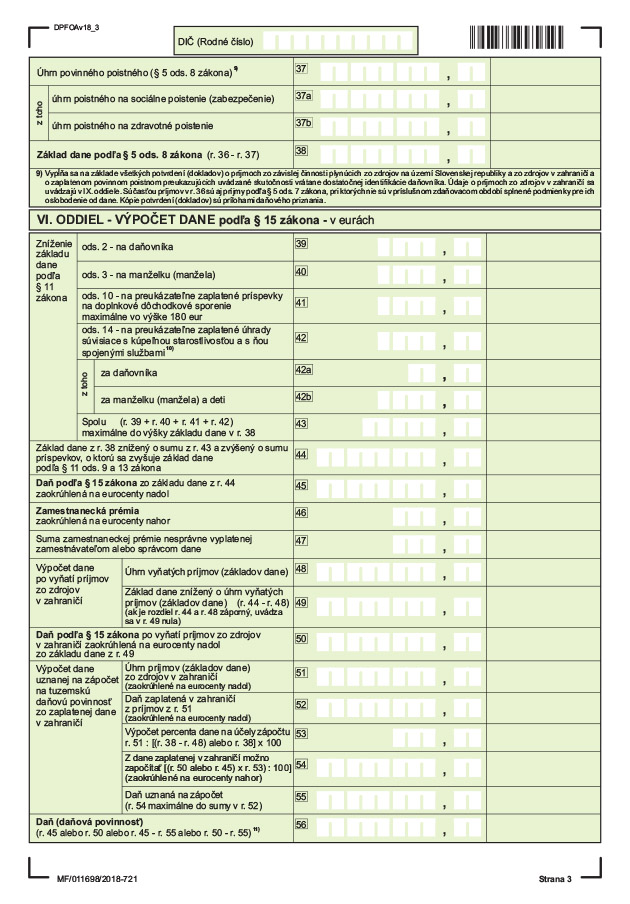 DPFOAv18_3
DIČ (Rodné číslo)
Úhrn povinného poistného (§ 5 ods. 8 zákona) 9)
37
z toho
úhrn poistného na sociálne poistenie (zabezpečenie)
37a
úhrn poistného na zdravotné poistenie
37b
Základ dane podľa § 5 ods. 8 zákona (r. 36 - r. 37)
38
9) Vypĺňa sa na základe všetkých potvrdení (dokladov) o príjmoch zo závislej činnosti plynúcich zo zdrojov na území Slovenskej republiky a zo zdrojov v zahraničí a
o zaplatenom povinnom poistnom preukazujúcich uvádzané skutočnosti vrátane dostatočnej identifikácie daňovníka. Údaje o príjmoch zo zdrojov v zahraničí sa
uvádzajú v IX. oddiele. Súčasťou príjmov v r. 36 sú aj príjmy podľa § 5 ods. 7 zákona, pri ktorých nie sú v príslušnom zdaňovacom období splnené podmienky pre ich
oslobodenie od dane. Kópie potvrdení (dokladov) sú prílohami daňového priznania.
VI. ODDIEL - VÝPOČET DANE podľa § 15 zákona - v eurách
Zníženie
základu
dane
podľa
§ 11
zákona
ods. 2 - na daňovníka
39
ods. 3 - na manželku (manžela)
40
ods. 10 - na preukázateľne zaplatené príspevky
na doplnkové dôchodkové sporenie
maximálne vo výške 180 eur
41
ods. 14 - na preukázateľne zaplatené úhrady
súvisiace s kúpeľnou starostlivosťou a s ňou
spojenými službami 10)
42
z toho
za daňovníka
42a
za manželku (manžela) a deti
42b
Spolu (r. 39 + r. 40 + r. 41 + r. 42)
maximálne do výšky základu dane v r. 38
43
Základ dane z r. 38 znížený o sumu z r. 43 a zvýšený o sumu
príspevkov, o ktorú sa zvyšuje základ dane
podľa § 11 ods. 9 a 13 zákona
44
Daň podľa § 15 zákona zo základu dane z r. 44
zaokrúhlená na eurocenty nadol
45
Zamestnanecká prémia
zaokrúhlená na eurocenty nahor
46
Suma zamestnaneckej prémie nesprávne vyplatenej
zamestnávateľom alebo správcom dane
47
Výpočet dane
po vyňatí príjmov
zo zdrojov
v zahraničí
Úhrn vyňatých príjmov (základov dane)
48
Základ dane znížený o úhrn vyňatých
príjmov (základov dane) (r. 44 - r. 48)
(ak je rozdiel r. 44 a r. 48 záporný, uvádza
sa v r. 49 nula)
49
Daň podľa § 15 zákona po vyňatí príjmov zo zdrojov
v zahraničí zaokrúhlená na eurocenty nadol
zo základu dane z r. 49
50
Výpočet dane
uznanej na zápočet
na tuzemskú
daňovú povinnosť
zo zaplatenej dane
v zahraničí
Úhrn príjmov (základov dane)
zo zdrojov v zahraničí
(zaokrúhlené na eurocenty nadol)
51
Daň zaplatená v zahraničí
z príjmov z r. 51
(zaokrúhlené na eurocenty nadol)
52
Výpočet percenta dane na účely zápočtu
r. 51 : [(r. 38 - r. 48) alebo r. 38] x 100
53
Z dane zaplatenej v zahraničí možno
započítať [(r. 50 alebo r. 45) x r. 53) : 100]
(zaokrúhlené na eurocenty nahor)
54
Daň uznaná na zápočet
(r. 54 maximálne do sumy v r. 52)
55
Daň (daňová povinnosť)
(r. 45 alebo r. 50 alebo r. 45 - r. 55 alebo r. 50 - r. 55) 11)
56
MF/011698/2018-721
Strana 3